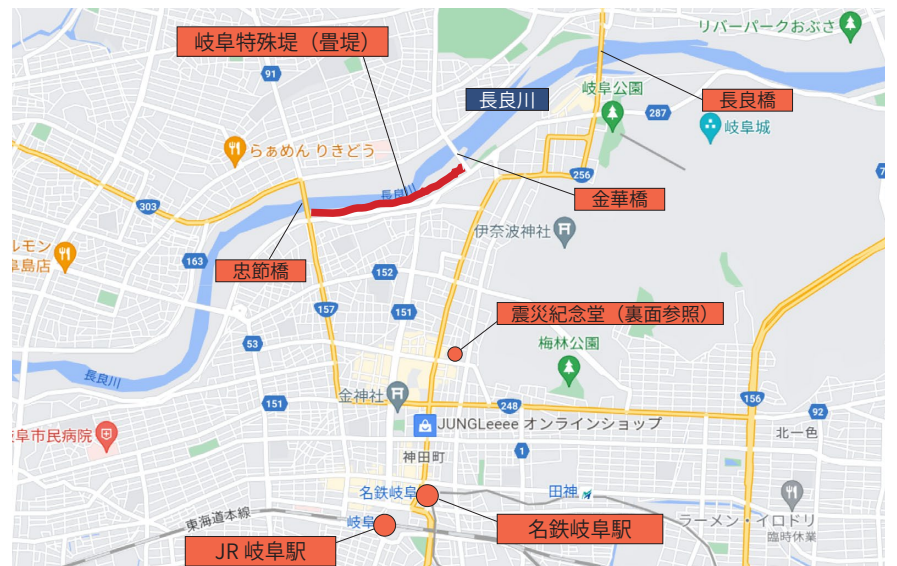 リバーパークおぶさ
岐阜特殊堤（畳堤）
91
長良川
岐阜公園
長良橋
287
岐阜城
らぁめん りきどう
256
長良川
金華橋
303
伊奈波神社
ルモン
阜島店
163
忠節橋
152
157
151
震災紀念堂（裏面参照）
53
梅林公園
長良川
金神社
151
248
156
92
JUNGLeeee オンラインショップ
北一色
阜市民病院
神田町
1
名鉄岐阜
田神
東海道本線
岐阜
名鉄岐阜駅
ラーメン・イロドリ
臨時休業
JR 岐阜駅